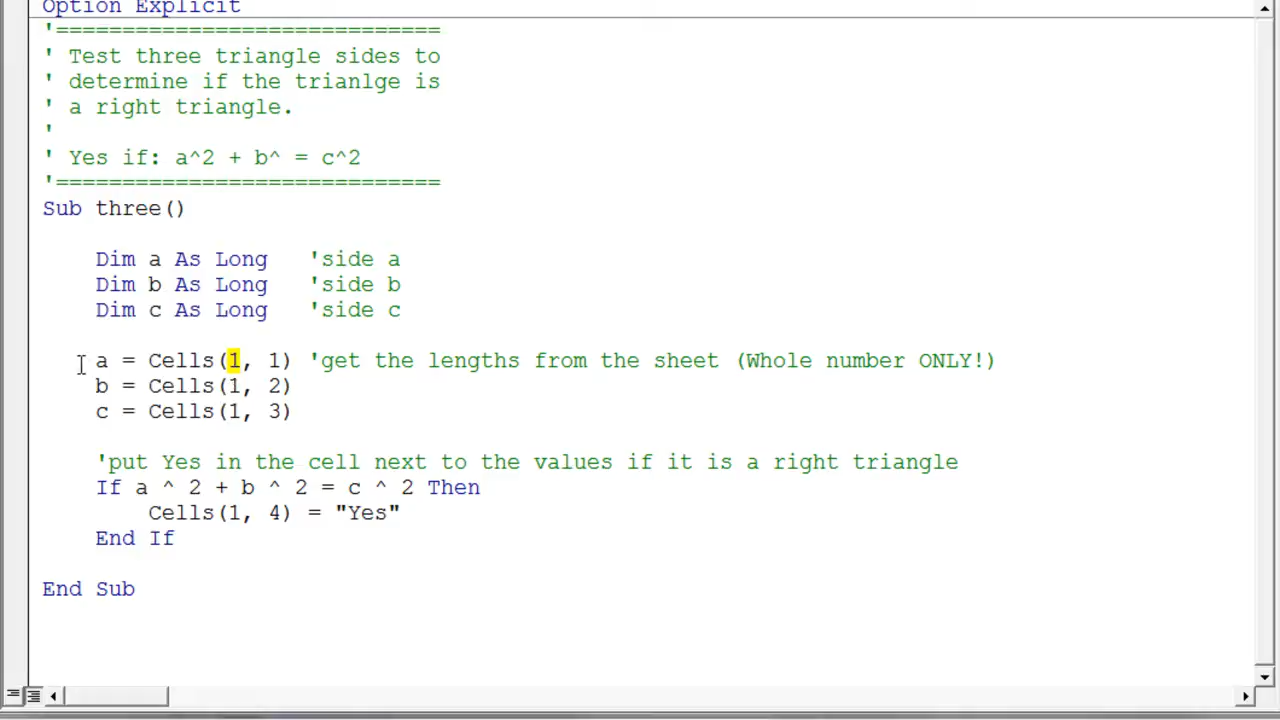 Option Explicit
'=============================
' Test three triangle sides to
' determine if the trianlge is
' a right triangle.
'
' Yes if: a^2 + b^ = c^2
'=============================
Sub three()
Dim a As Long 'side a
Dim b As Long 'side b
Dim c As Long 'side c
a = Cells(1, 1) 'get the lengths from the sheet (Whole number ONLY!)
b = Cells(1, 2)
c = Cells(1, 3)
'put Yes in the cell next to the values if it is a right triangle
If a ^ 2 + b ^ 2 = c ^ 2 Then
Cells(1, 4) = "Yes"
End If
End Sub